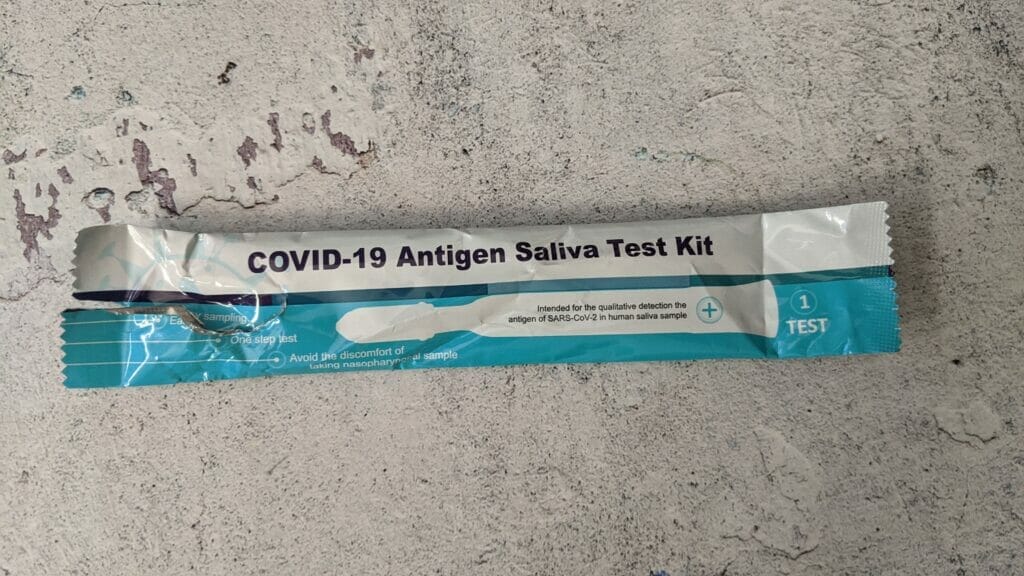 COVID-19 Antigen Saliva Test Kit
Intended for the qualitative detection the
antigen of SARS-CoV-2 in human saliva sample
1
TEST
sampling
One step test
Avoid the discomfort of
taking nasopharyngeal sample